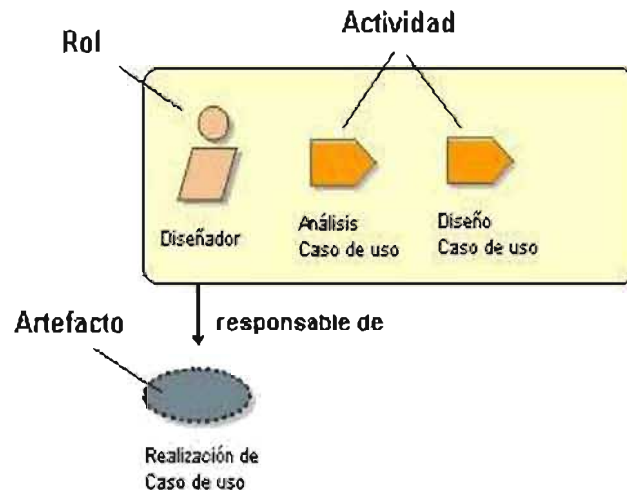 Actividad
Rol
Diseñador
Análisis
Caso de uso
Diseño
Caso de uso
Artefacto
responsable de
Realización de
Caso de uso